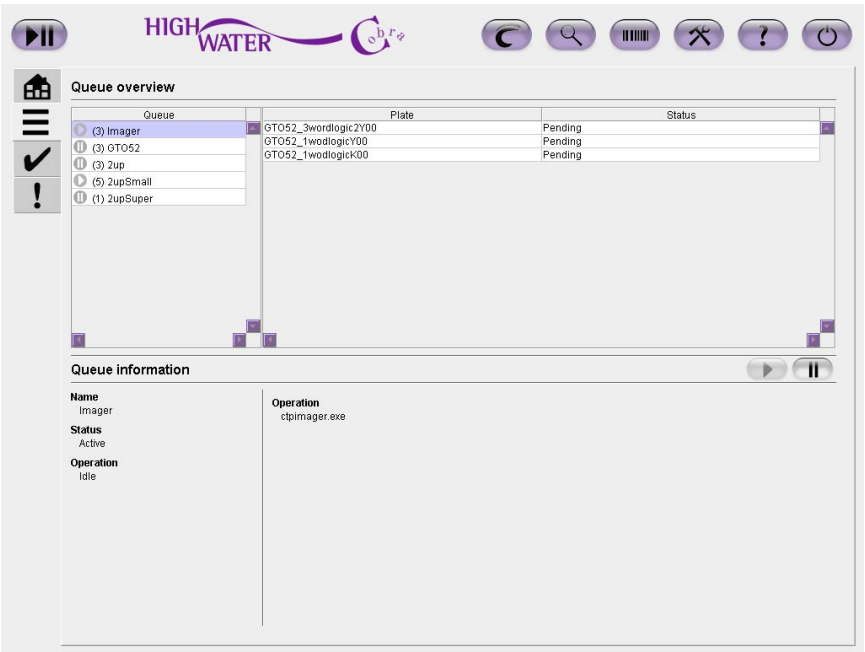 HIGH WATER Cobra
?
Queue overview
Queue Plate Status
(3) Imager
(3) GTO52
(3) 2up
(5) 2upSmall
(1) 2upSuper
GTO52_3wordlogic2Y00 Pending
GTO52_1wodlogicY00 Pending
GTO52_1wodlogicK00 Pending
!
Queue information
Name
Imager
Status
Active
Operation
Idle
Operation
ctpimager.exe